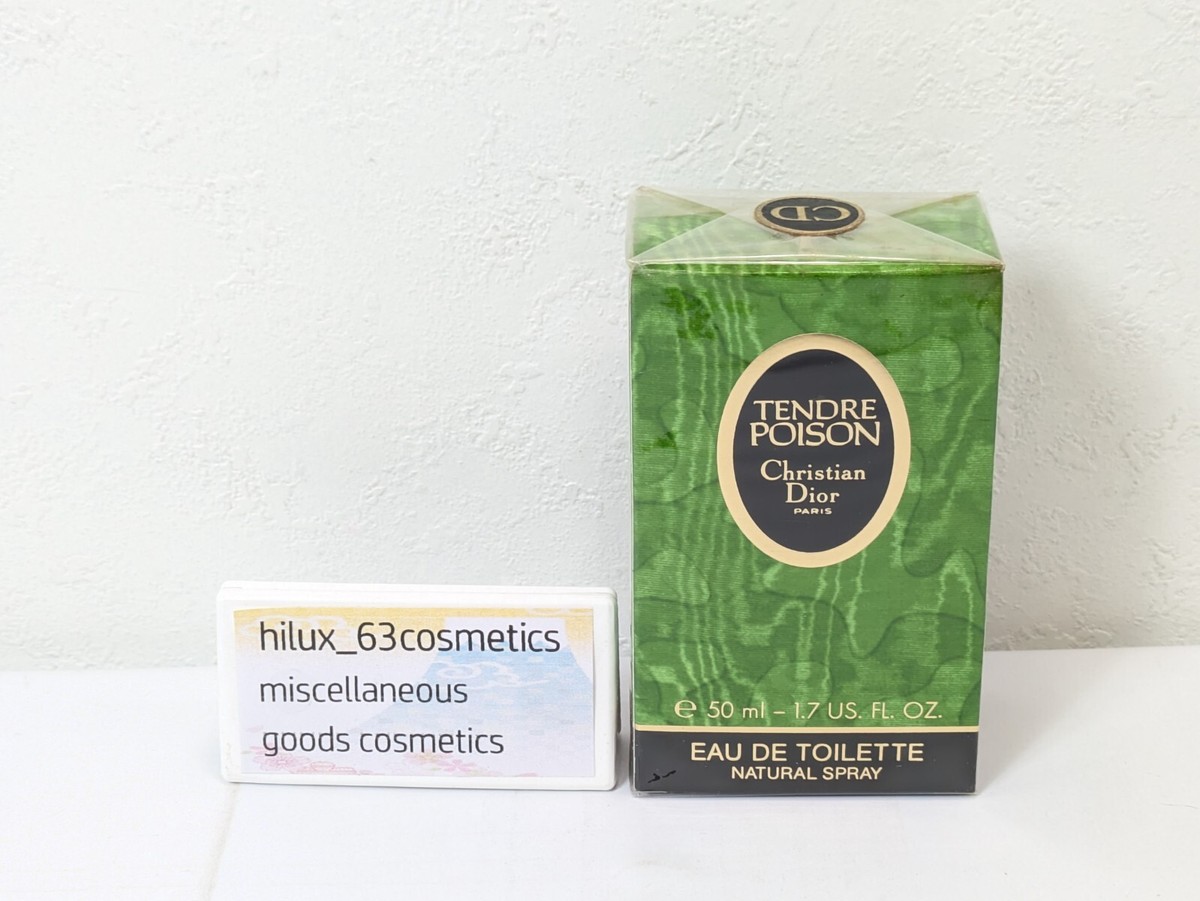 CD
TENDRE
POISON
Christian
Dior
PARIS
hilux_63cosmetics
miscellaneous
goods cosmetics
e 50 ml – 1.7 US. FL. OZ.
EAU DE TOILETTE
NATURAL SPRAY